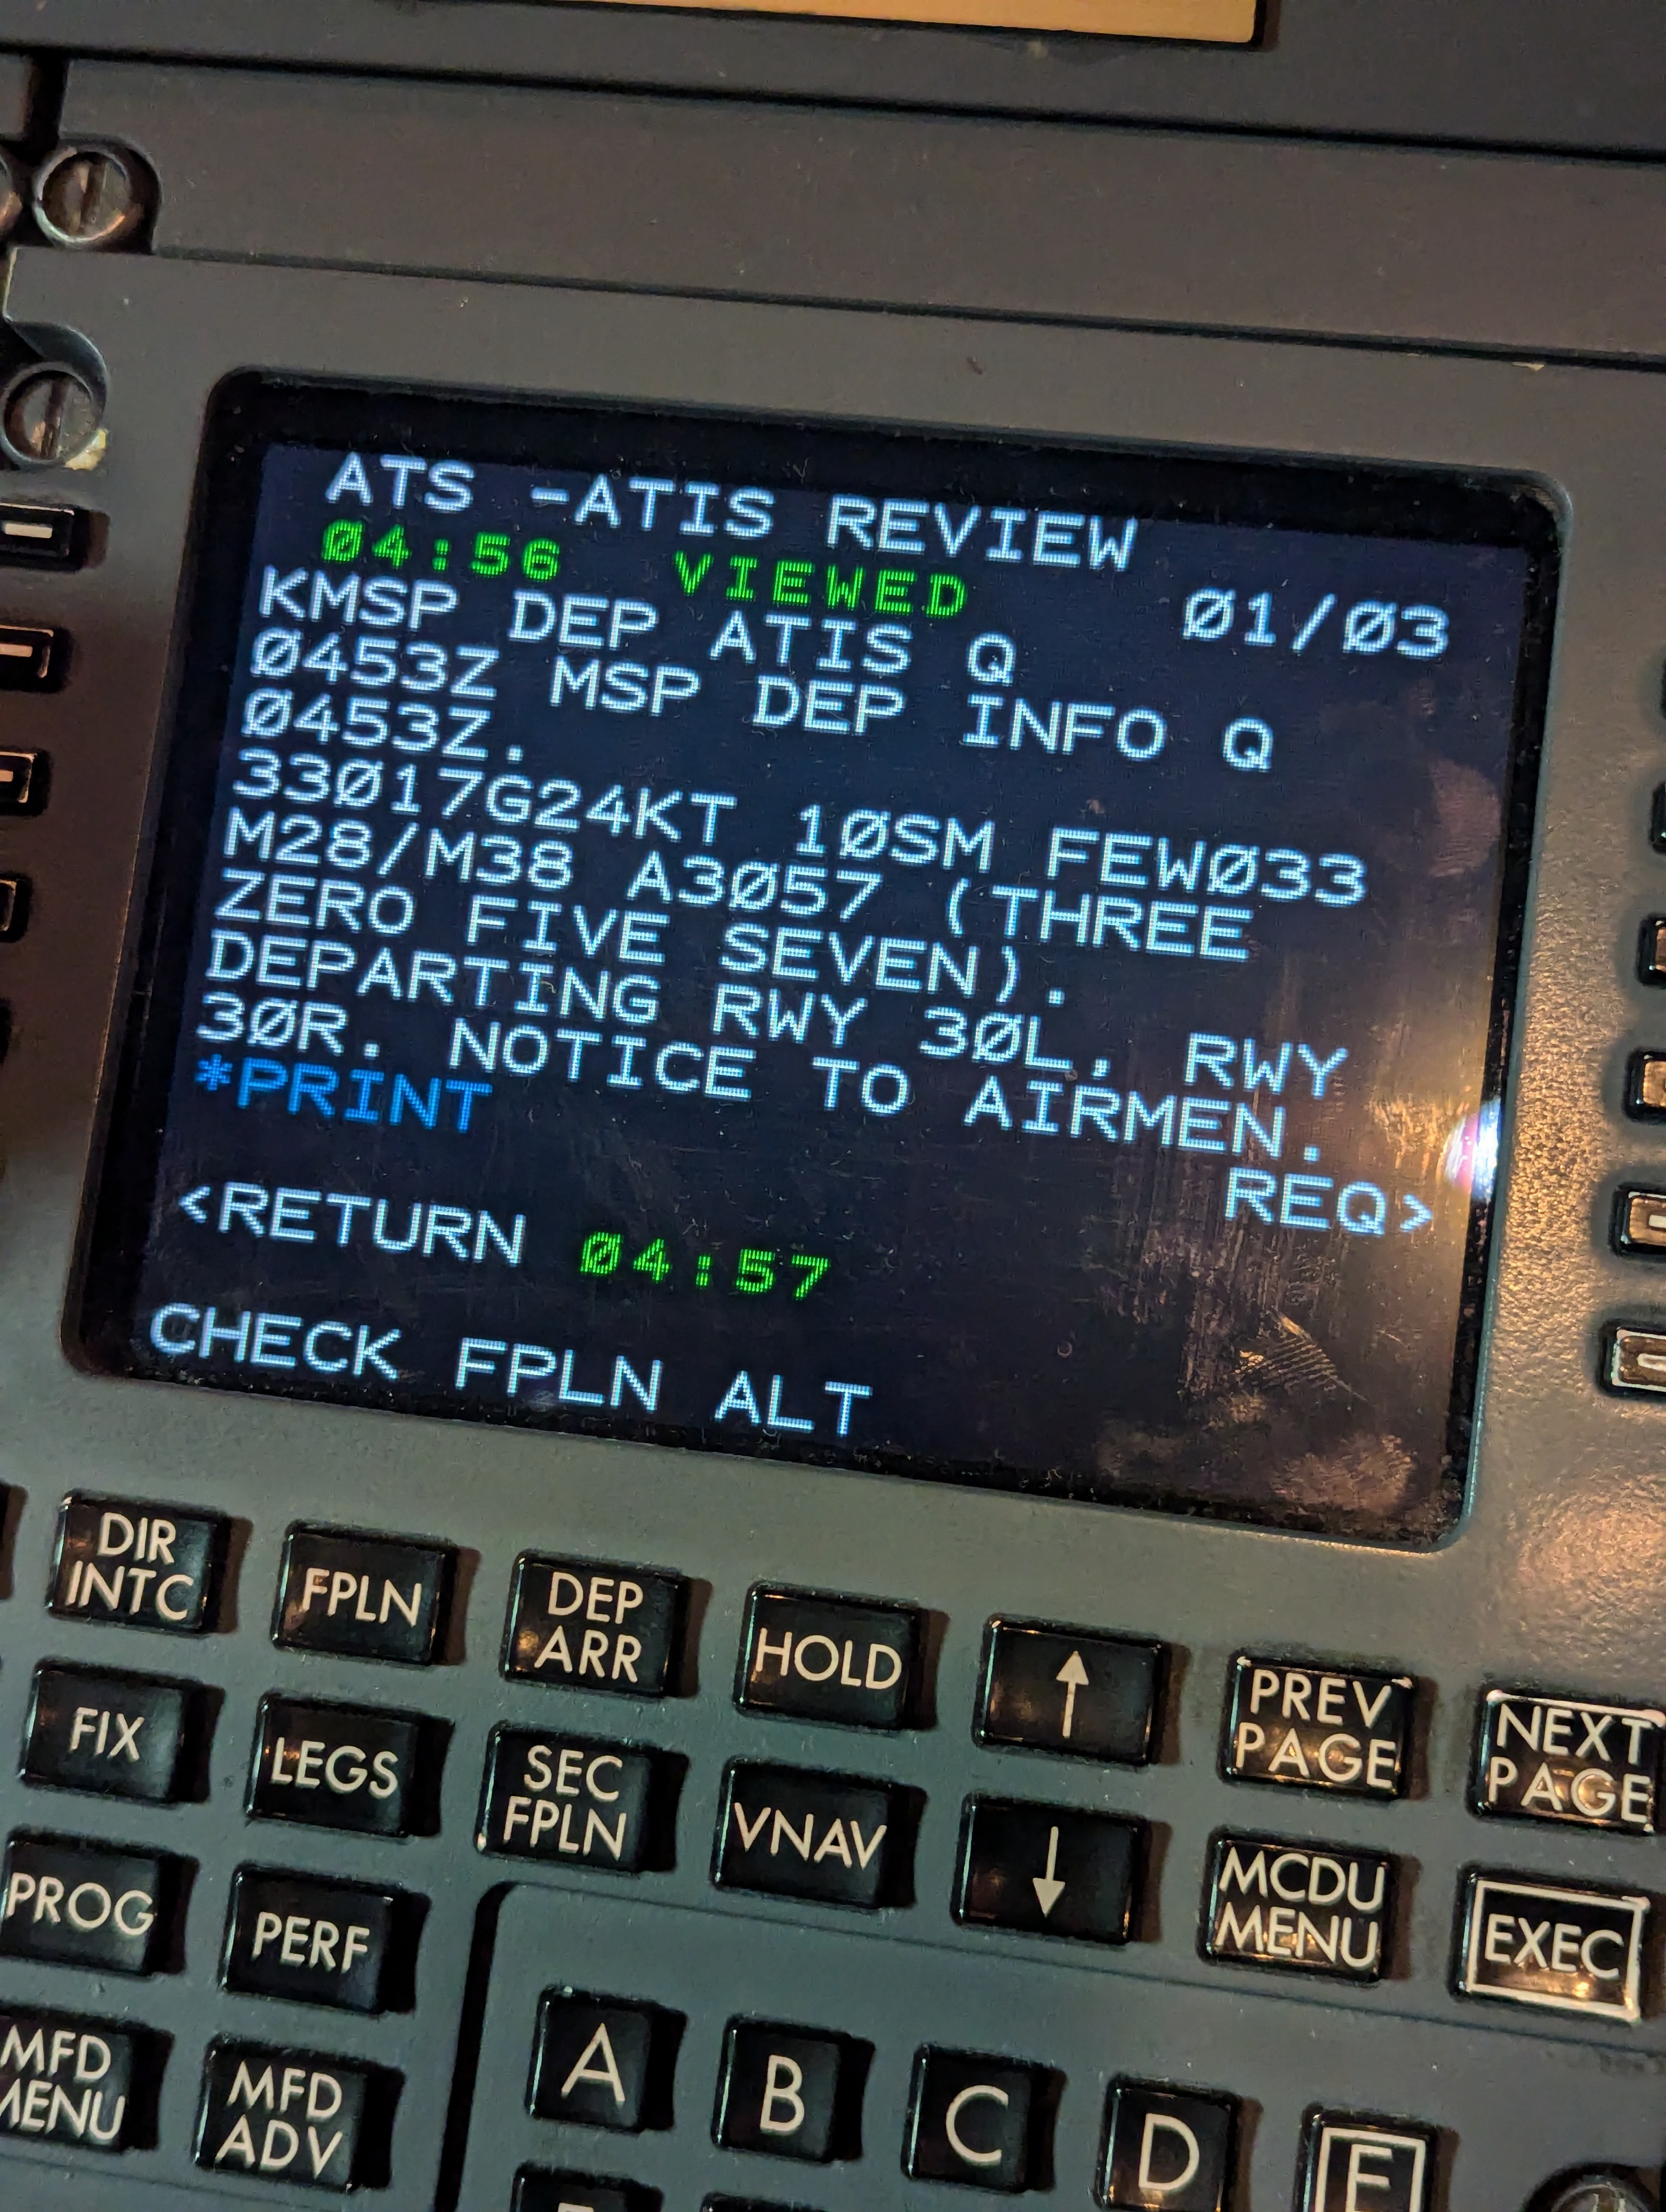 ATS -ATIS REVIEW
04:56 VIEWED 01/03
KMSP DEP ATIS Q
0453Z MSP DEP INFO Q
0453Z.
33017G24KT 10SM FEW033
M28/M38 A3057 (THREE
ZERO FIVE SEVEN).
DEPARTING RWY 30L, RWY
30R. NOTICE TO AIRMEN.
*PRINT
REQ>
<RETURN 04:57
CHECK FPLN ALT
DIR INTC
FPLN
DEP ARR
HOLD
↑
PREV PAGE
NEXT PAGE
FIX
LEGS
SEC FPLN
VNAV
↓
MCDU MENU
EXEC
PROG
PERF
MFD MENU
MFD ADV
A
B
C
D
E